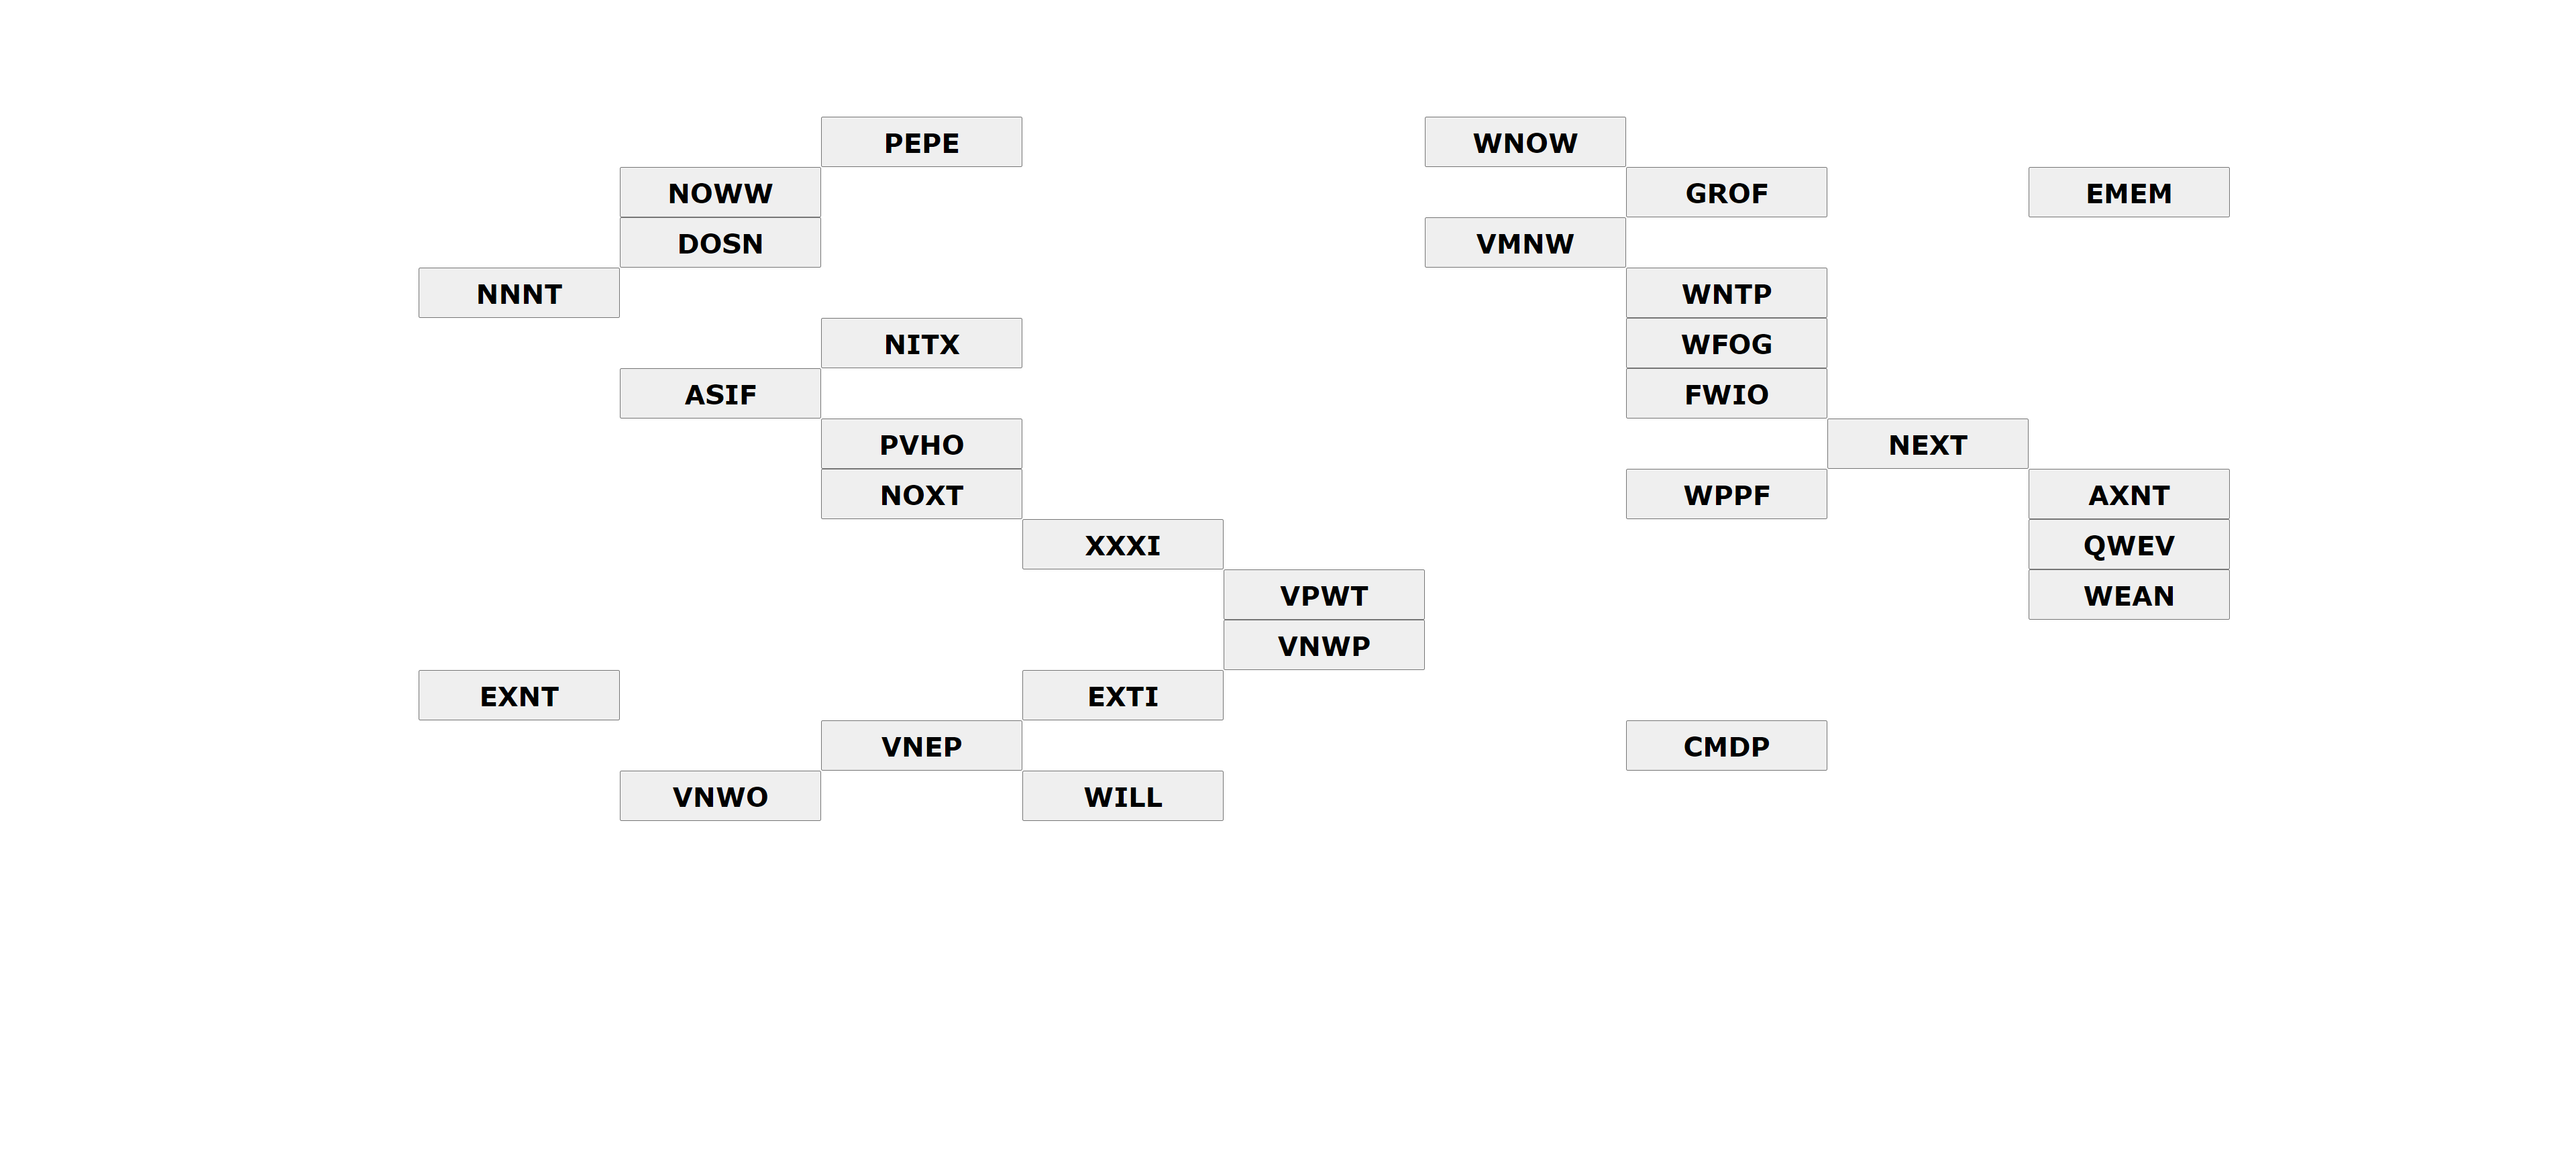 PEPE WNOW
NOWW GROF EMEM
DOSN VMNW
NNNT WNTP
NITX WFOG
ASIF FWIO
PVHO NEXT
NOXT WPPF AXNT
XXXI QWEV
VPWT WEAN
VNWP
EXNT EXTI
VNEP CMDP
VNWO WILL